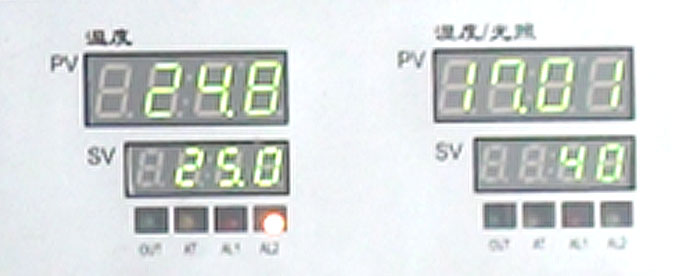 温度
PV 24.8
SV 25.0
OUT AT AL1 AL2
湿度/光照
PV 17.01
SV 40
OUT AT AL1 AL2